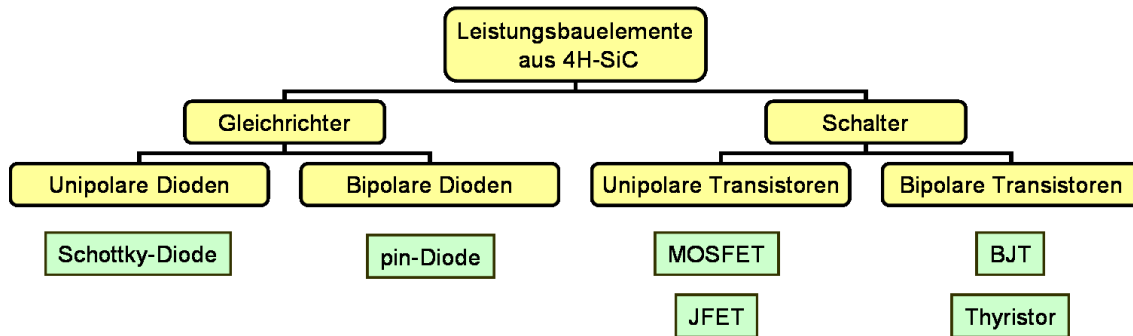 Leistungsbauelemente
aus 4H-SiC
Gleichrichter
Schalter
Unipolare Dioden
Bipolare Dioden
Unipolare Transistoren
Bipolare Transistoren
Schottky-Diode
pin-Diode
MOSFET
BJT
JFET
Thyristor